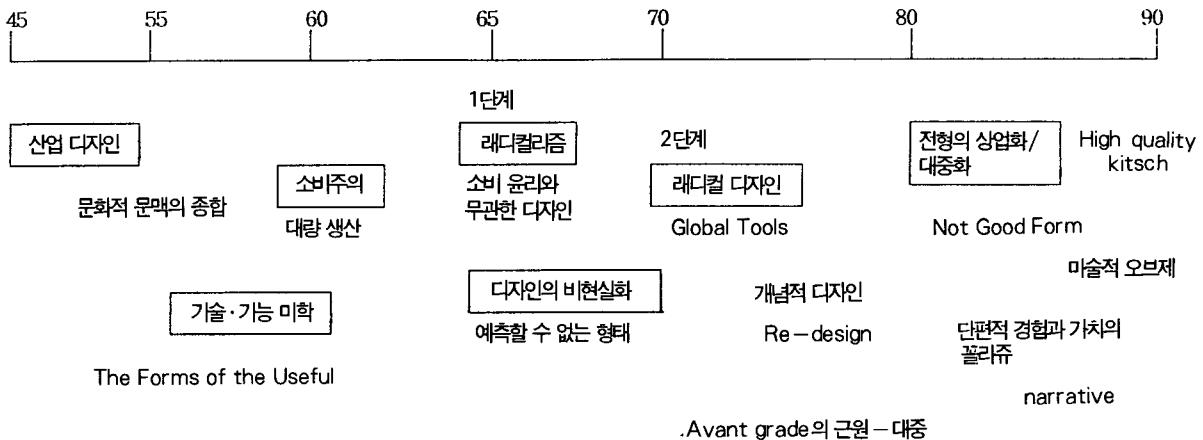 45 55 60 65 70 80 90
1단계
산업 디자인
래디컬리즘
2단계
전형의 상업화/
대중화
High quality
kitsch
소비주의
소비 윤리와
무관한 디자인
래디컬 디자인
문화적 문맥의 종합
대량 생산
Global Tools
Not Good Form
미술적 오브제
기술·기능 미학
디자인의 비현실화
개념적 디자인
예측할 수 없는 형태
Re-design
단편적 경험과 가치의
꼴라쥬
The Forms of the Useful
narrative
.Avant grade의 근원-대중